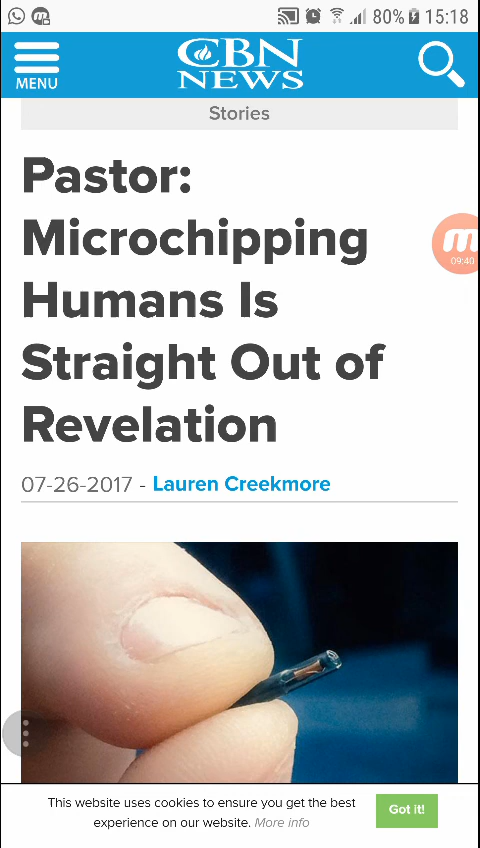 80% 15:18
MENU
CBN
NEWS
Stories
Pastor:
Microchipping
Humans Is
Straight Out of
Revelation
m
09:40
07-26-2017 - Lauren Creekmore
This website uses cookies to ensure you get the best
experience on our website. More info
Got it!